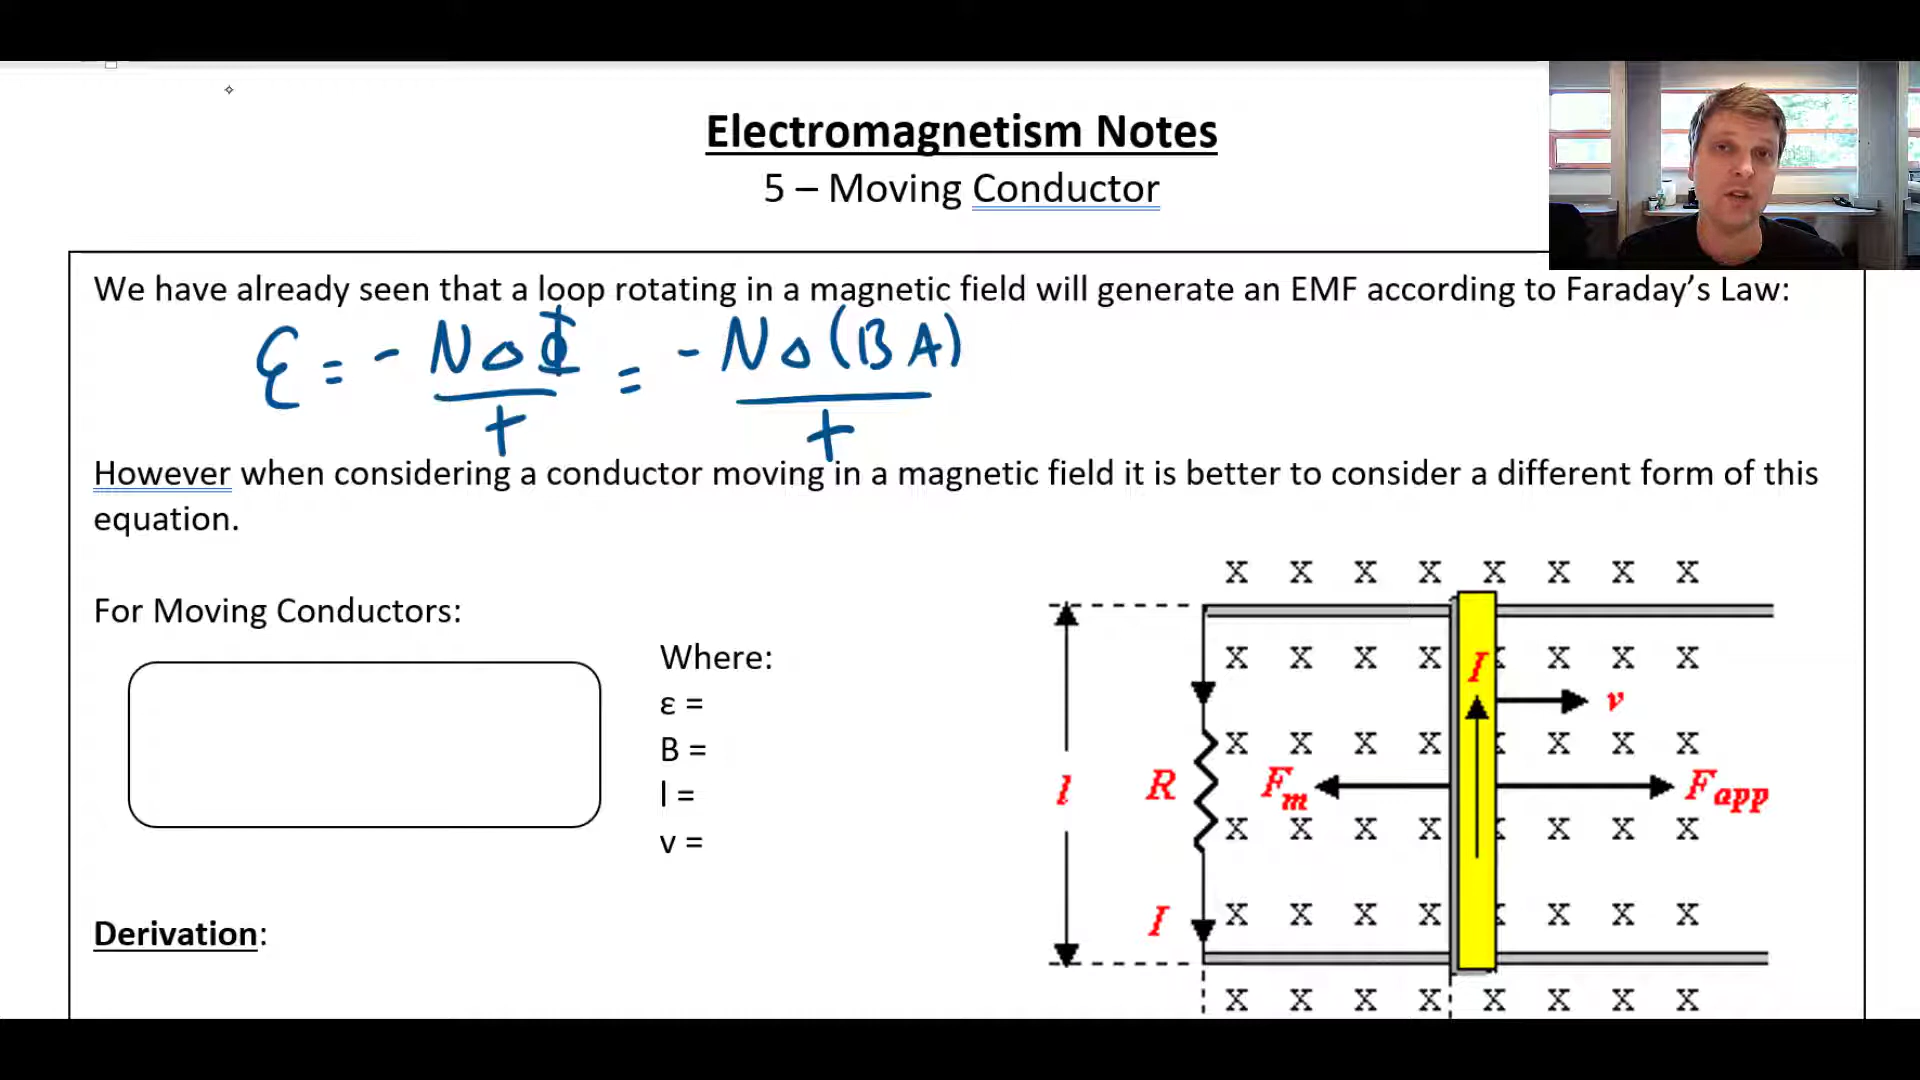 Electromagnetism Notes
5 – Moving Conductor
We have already seen that a loop rotating in a magnetic field will generate an EMF according to Faraday's Law:
ε = - NΔΦ/t = - NΔ(BA)/t
However when considering a conductor moving in a magnetic field it is better to consider a different form of this
equation.
For Moving Conductors:
Where:
ε =
B =
l =
v =
Derivation:
x x x x x x x x
x x x x I x x x x
v
x x x x x x x x
l R Fm Fapp
x x x x x x x x
I x x x x x x x x
x x x x x x x x